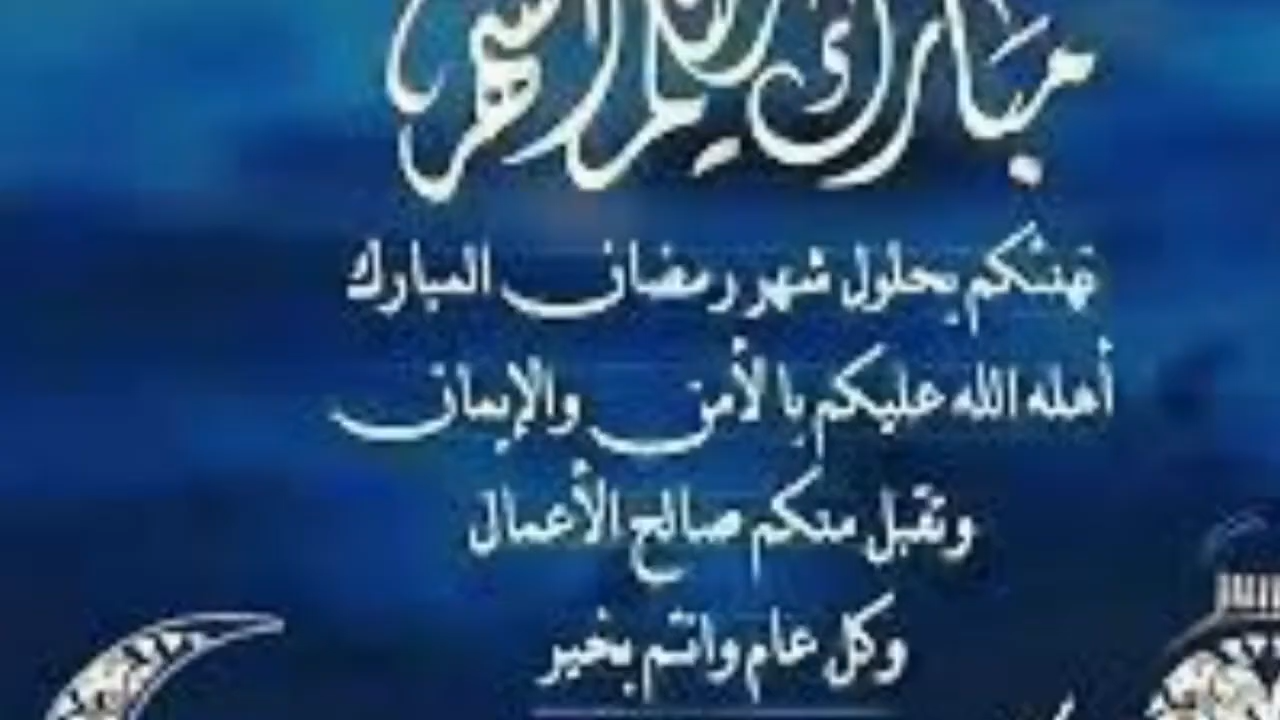 مبارك عليكم الشهر
نهنئكم بحلول شهر رمضان المبارك
أهله الله عليكم بالأمن والإيمان
وتقبل منكم صالح الأعمال
وكل عام وانتم بخير